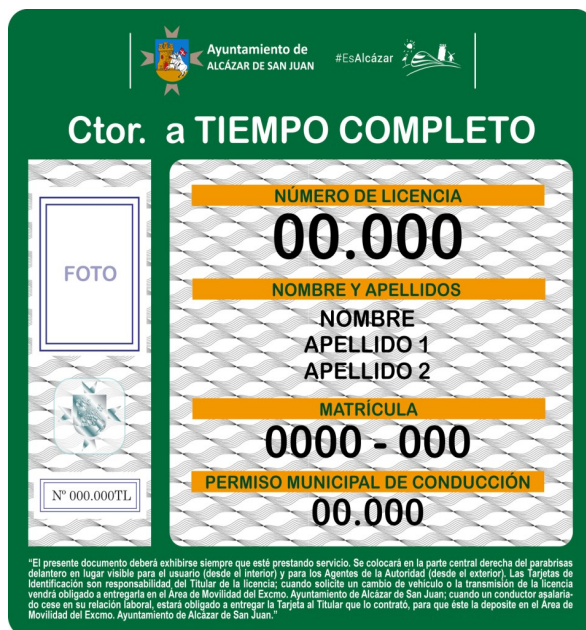 Ayuntamiento de
ALCÁZAR DE SAN JUAN
#EsAlcázar
Ctor. a TIEMPO COMPLETO
FOTO
Nº 000.000TL
NÚMERO DE LICENCIA
00.000
NOMBRE Y APELLIDOS
NOMBRE
APELLIDO 1
APELLIDO 2
MATRÍCULA
0000 - 000
PERMISO MUNICIPAL DE CONDUCCIÓN
00.000
"El presente documento deberá exhibirse siempre que esté prestando servicio. Se colocará en la parte central derecha del parabrisas
delantero en lugar visible para el usuario (desde el interior) y para los Agentes de la Autoridad (desde el exterior). Las Tarjetas de
Identificación son responsabilidad del Titular de la licencia; cuando solicite un cambio de vehículo o la transmisión de la licencia
vendrá obligado a entregarla en el Área de Movilidad del Excmo. Ayuntamiento de Alcázar de San Juan; cuando un conductor asalaria-
do cese en su relación laboral, estará obligado a entregar la Tarjeta al Titular que lo contrató, para que éste la deposite en el Área de
Movilidad del Excmo. Ayuntamiento de Alcázar de San Juan."